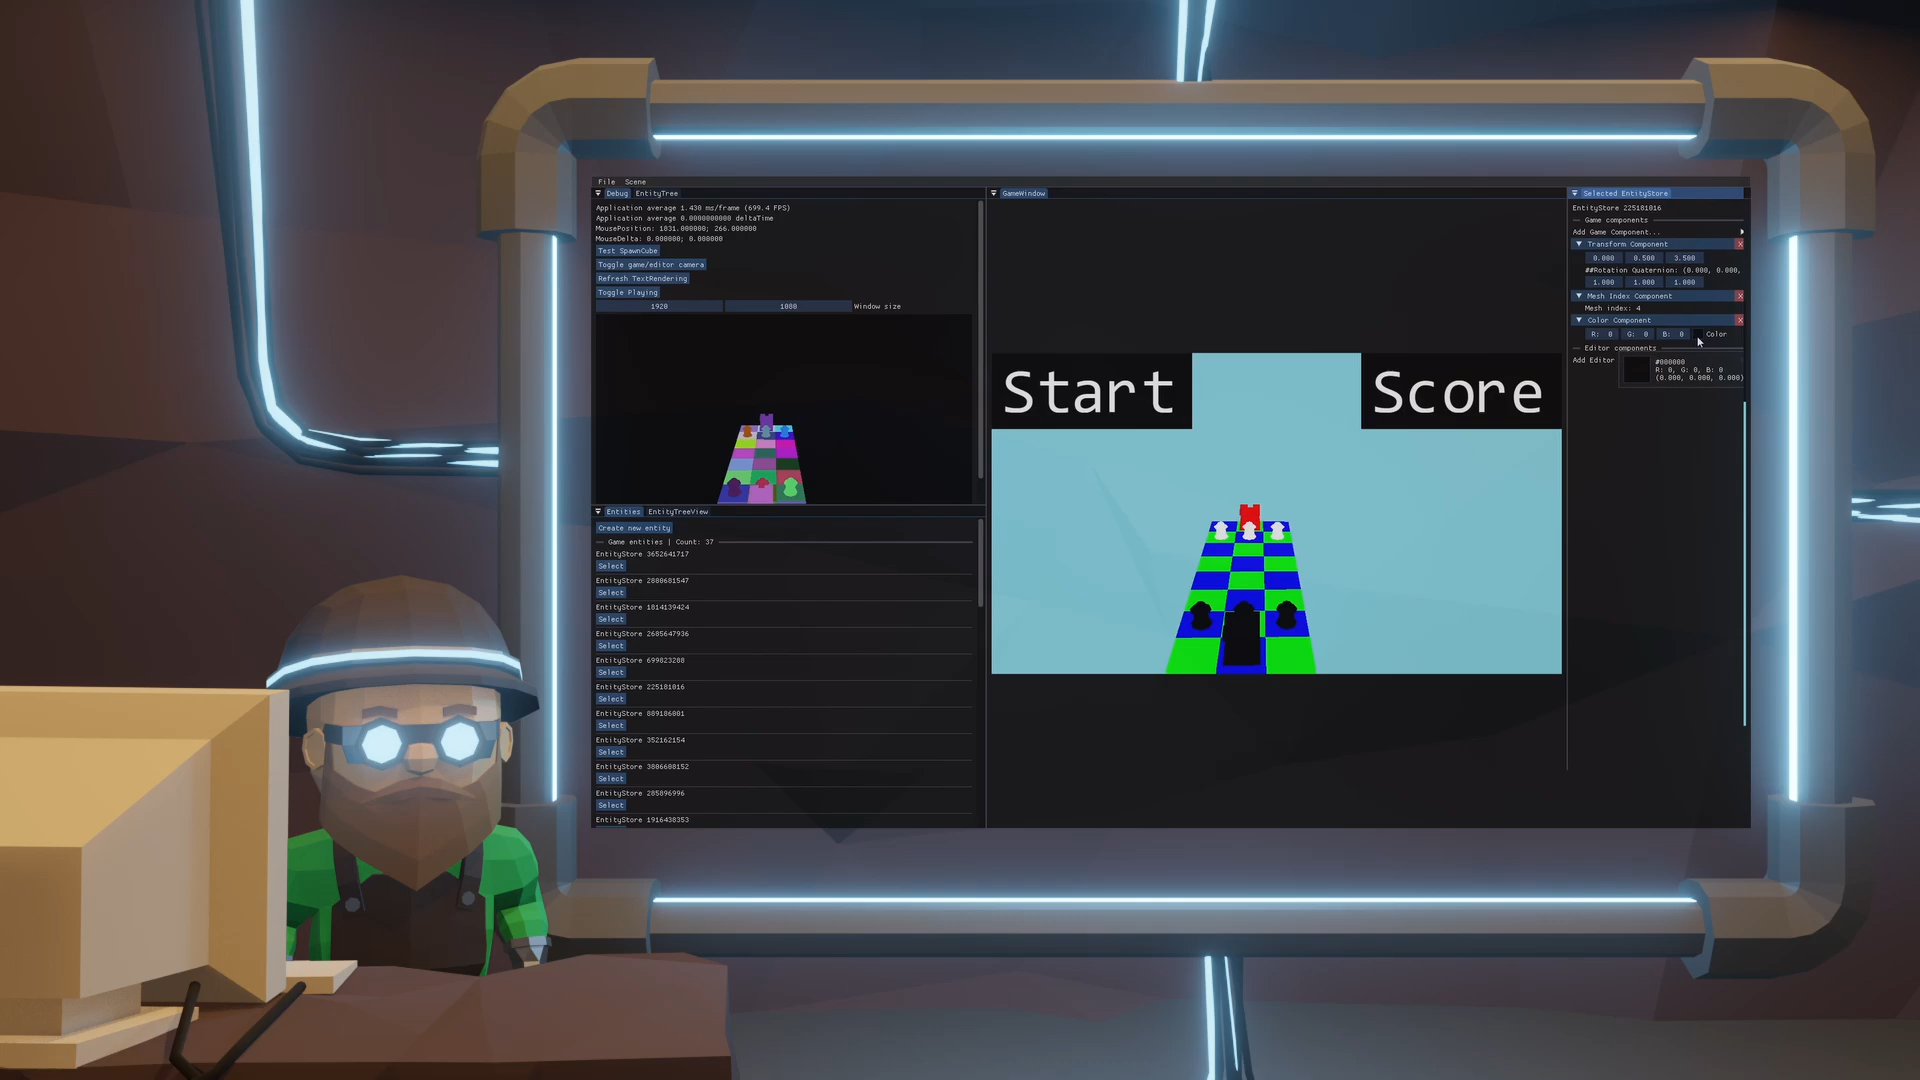 File Scene
Debug EntityTree
Application average 1.430 ms/frame (699.4 FPS)
Application average 0.0000000000 deltaTime
MousePosition: 1831.000000; 266.000000
MouseDelta: 0.000000; 0.000000
Test SpawnCube
Toggle game/editor camera
Refresh TextRendering
Toggle Playing
1920 1080 Window size
Entities EntityTreeView
Create new entity
Game entities | Count: 37
EntityStore 3652641717
Select
EntityStore 2880681547
Select
EntityStore 1814139424
Select
EntityStore 2685647936
Select
EntityStore 699823288
Select
EntityStore 225181016
Select
EntityStore 889186081
Select
EntityStore 352162154
Select
EntityStore 3806608152
Select
EntityStore 285896996
Select
EntityStore 1916438353
GameWindow
Start
Score
Selected EntityStore
EntityStore 225181016
Game components
Add Game Component...
Transform Component X
0.000 0.500 3.500
##Rotation Quaternion: (0.000, 0.000,
1.000 1.000 1.000
Mesh Index Component X
Mesh index: 4
Color Component X
R: 0 G: 0 B: 0 Color
Editor components
Add Editor
#000000
R: 0, G: 0, B: 0
(0.000, 0.000, 0.000)